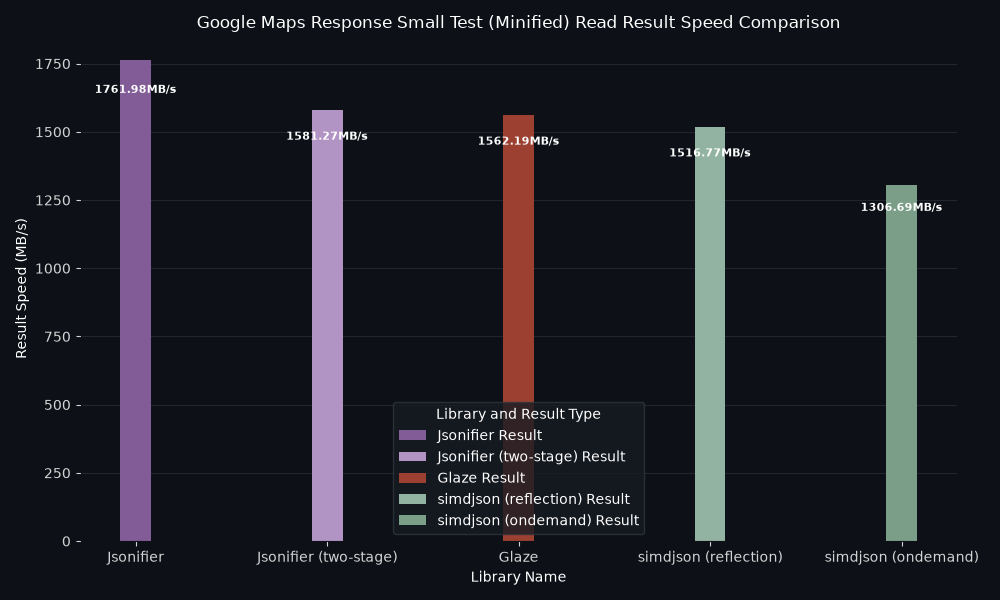 Google Maps Response Small Test (Minified) Read Result Speed Comparison
Result Speed (MB/s)
1750
1500
1250
1000
750
500
250
0
1761.98MB/s
1581.27MB/s
1562.19MB/s
1516.77MB/s
1306.69MB/s
Library and Result Type
Jsonifier Result
Jsonifier (two-stage) Result
Glaze Result
simdjson (reflection) Result
simdjson (ondemand) Result
Jsonifier
Jsonifier (two-stage)
Glaze
simdjson (reflection)
simdjson (ondemand)
Library Name